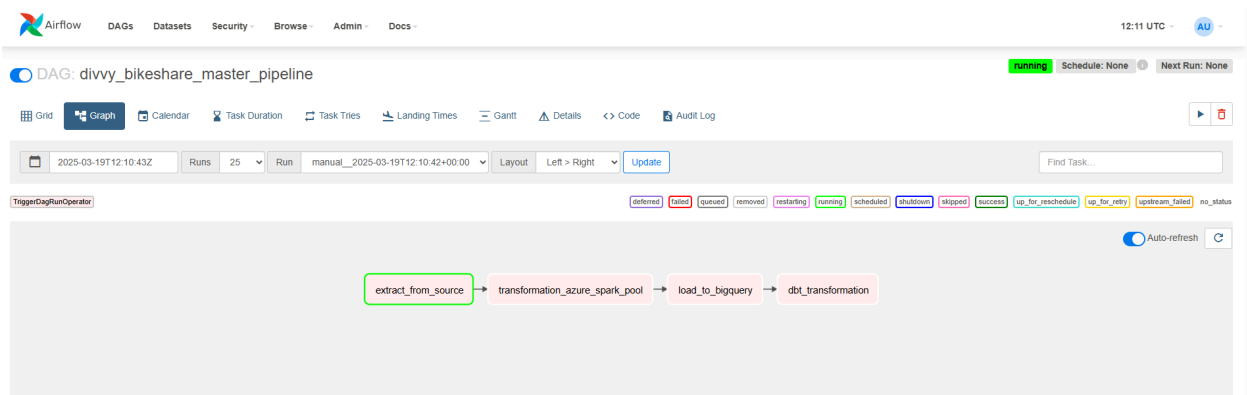 Airflow DAGs Datasets Security Browse Admin Docs 12:11 UTC AU
DAG: divvy_bikeshare_master_pipeline running Schedule: None i Next Run: None
Grid Graph Calendar Task Duration Task Tries Landing Times Gantt Details Code Audit Log
2025-03-19T12:10:43Z Runs 25 Run manual__2025-03-19T12:10:42+00:00 Layout Left > Right Update Find Task...
TriggerDagRunOperator deferred failed queued removed restarting running scheduled shutdown skipped success up_for_reschedule up_for_retry upstream_failed no_status
Auto-refresh
extract_from_source transformation_azure_spark_pool load_to_bigquery dbt_transformation